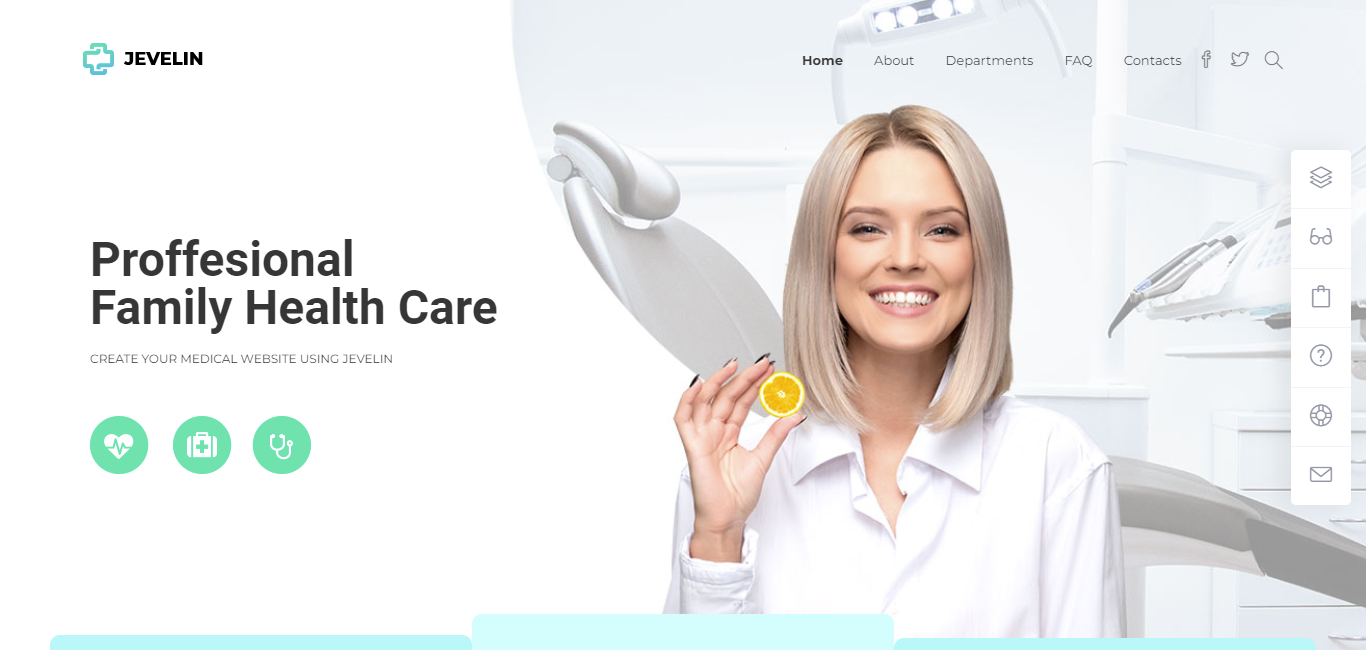 JEVELIN
Home About Departments FAQ Contacts
Proffesional
Family Health Care
CREATE YOUR MEDICAL WEBSITE USING JEVELIN